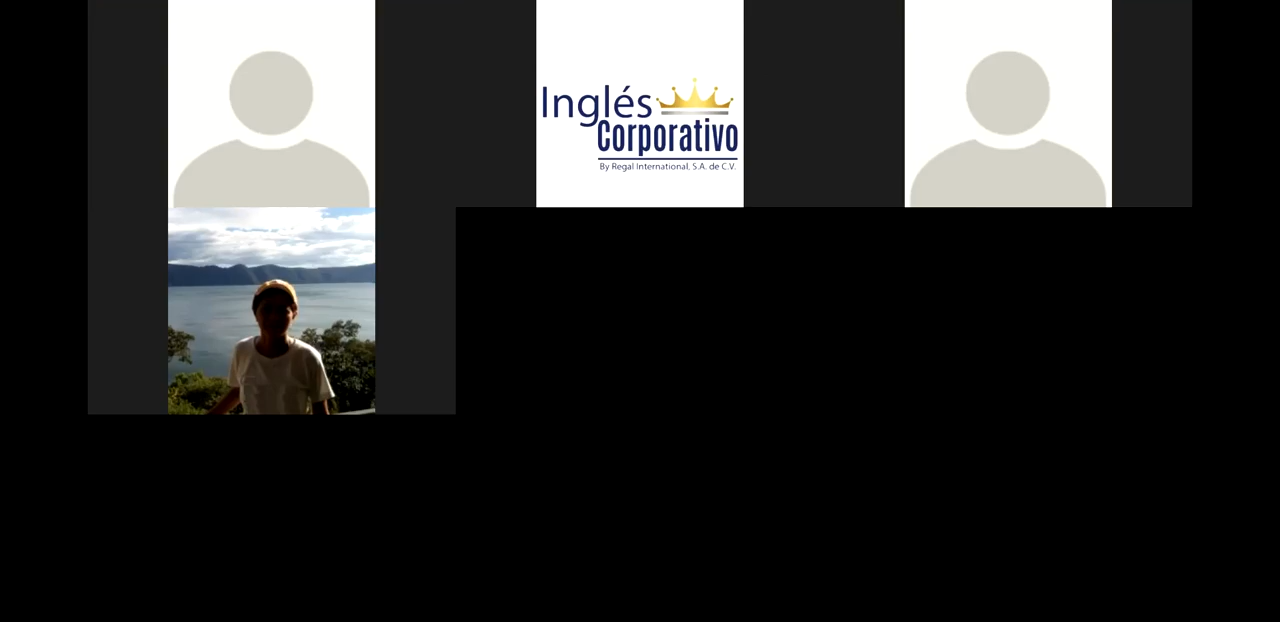 Inglés
Corporativo
By Regal International, S.A. de C.V.